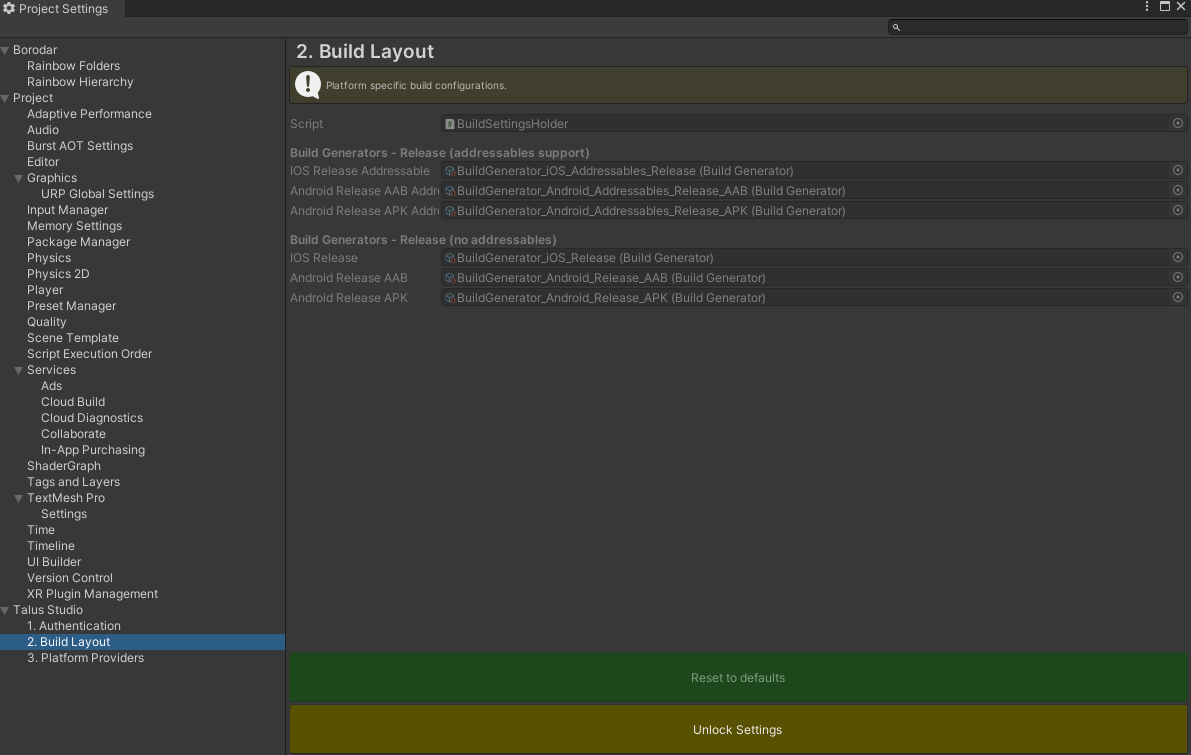 Project Settings
Borodar
Rainbow Folders
Rainbow Hierarchy
Project
Adaptive Performance
Audio
Burst AOT Settings
Editor
Graphics
URP Global Settings
Input Manager
Memory Settings
Package Manager
Physics
Physics 2D
Player
Preset Manager
Quality
Scene Template
Script Execution Order
Services
Ads
Cloud Build
Cloud Diagnostics
Collaborate
In-App Purchasing
ShaderGraph
Tags and Layers
TextMesh Pro
Settings
Time
Timeline
UI Builder
Version Control
XR Plugin Management
Talus Studio
1. Authentication
2. Build Layout
3. Platform Providers
2. Build Layout
Platform specific build configurations.
Script BuildSettingsHolder
Build Generators - Release (addressables support)
IOS Release Addressable BuildGenerator_iOS_Addressables_Release (Build Generator)
Android Release AAB Addre BuildGenerator_Android_Addressables_Release_AAB (Build Generator)
Android Release APK Addre BuildGenerator_Android_Addressables_Release_APK (Build Generator)
Build Generators - Release (no addressables)
IOS Release BuildGenerator_iOS_Release (Build Generator)
Android Release AAB BuildGenerator_Android_Release_AAB (Build Generator)
Android Release APK BuildGenerator_Android_Release_APK (Build Generator)
Reset to defaults
Unlock Settings